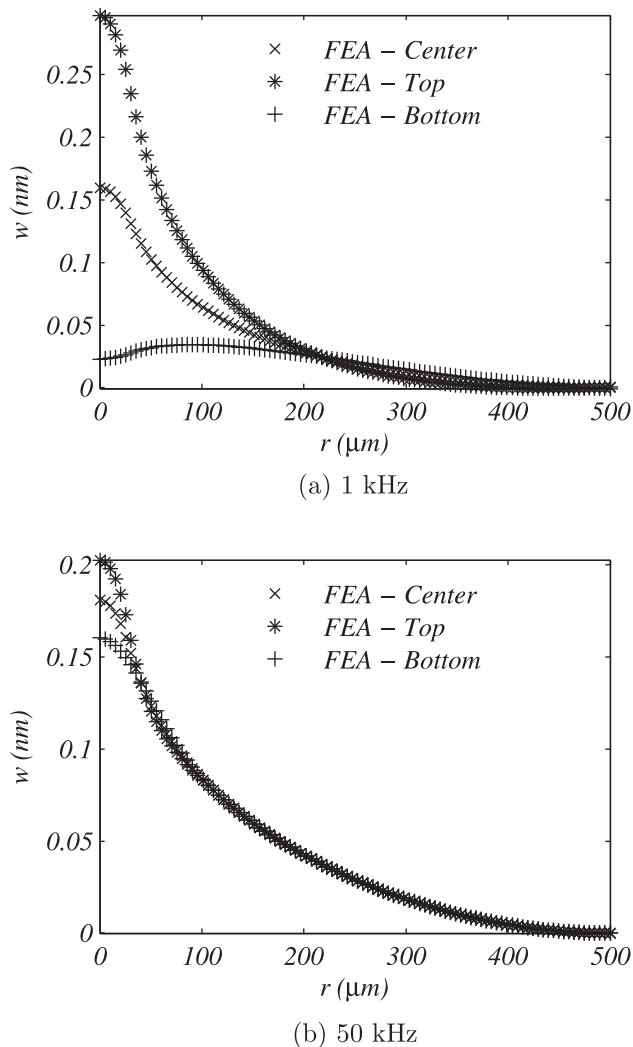 0.25
0.2
0.15
0.1
0.05
0
w (nm)
× FEA – Center
* FEA – Top
+ FEA – Bottom
0 100 200 300 400 500
r (μm)
(a) 1 kHz
0.2
0.15
0.1
0.05
0
w (nm)
× FEA – Center
* FEA – Top
+ FEA – Bottom
0 100 200 300 400 500
r (μm)
(b) 50 kHz